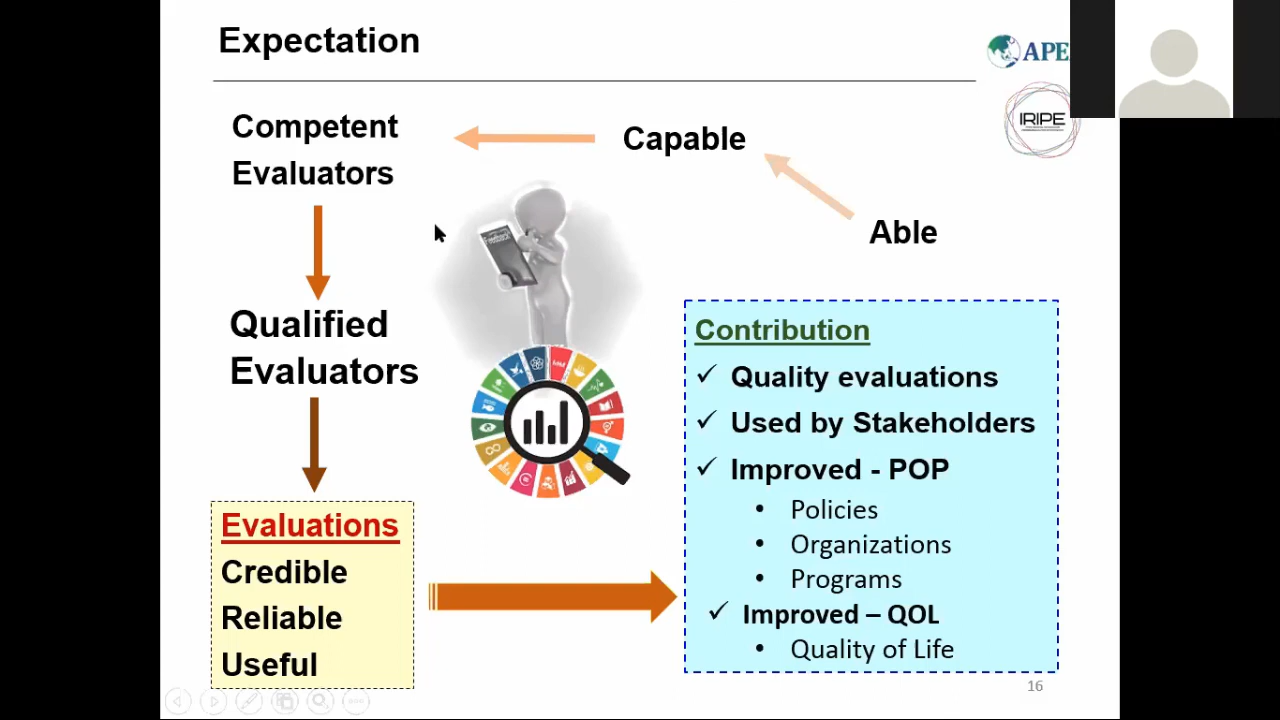 Expectation
APE
IRIPE
Competent
Evaluators
Capable
Able
Qualified
Evaluators
Evaluations
Credible
Reliable
Useful
Contribution
✓ Quality evaluations
✓ Used by Stakeholders
✓ Improved - POP
• Policies
• Organizations
• Programs
✓ Improved – QOL
• Quality of Life
16